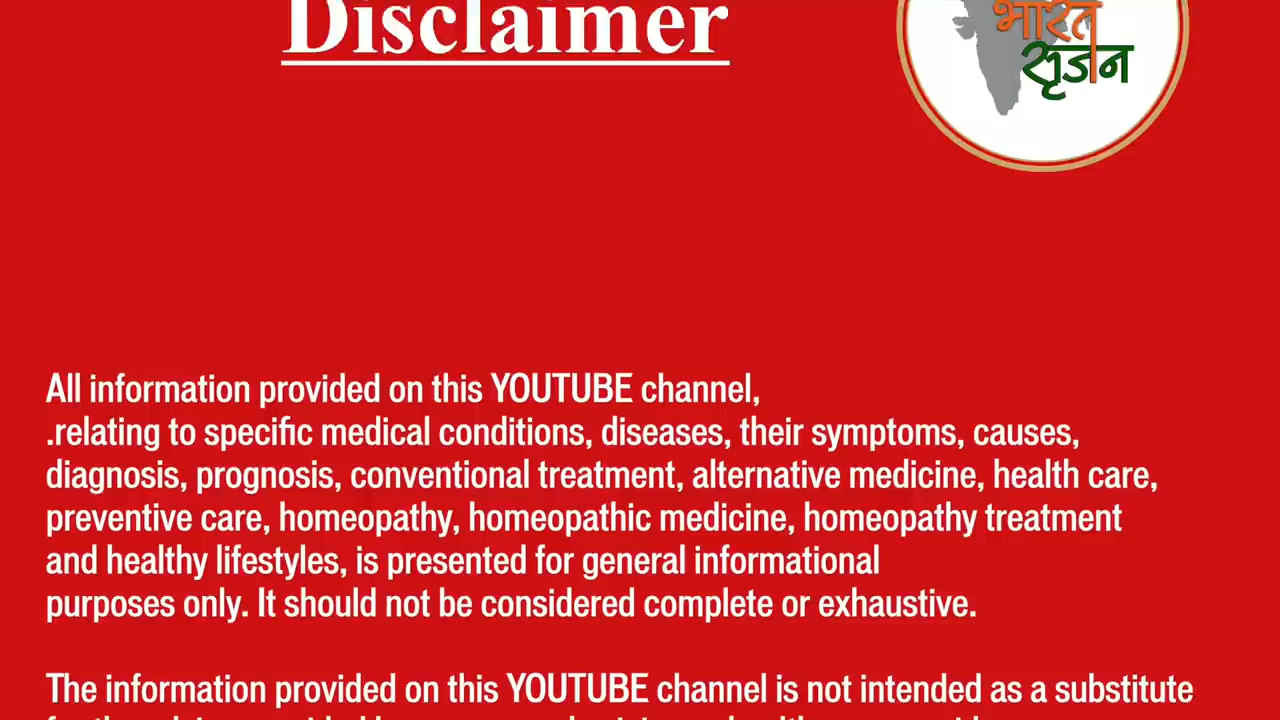 Disclaimer
भारत
सृजन
All information provided on this YOUTUBE channel,
.relating to specific medical conditions, diseases, their symptoms, causes,
diagnosis, prognosis, conventional treatment, alternative medicine, health care,
preventive care, homeopathy, homeopathic medicine, homeopathy treatment
and healthy lifestyles, is presented for general informational
purposes only. It should not be considered complete or exhaustive.
The information provided on this YOUTUBE channel is not intended as a substitute